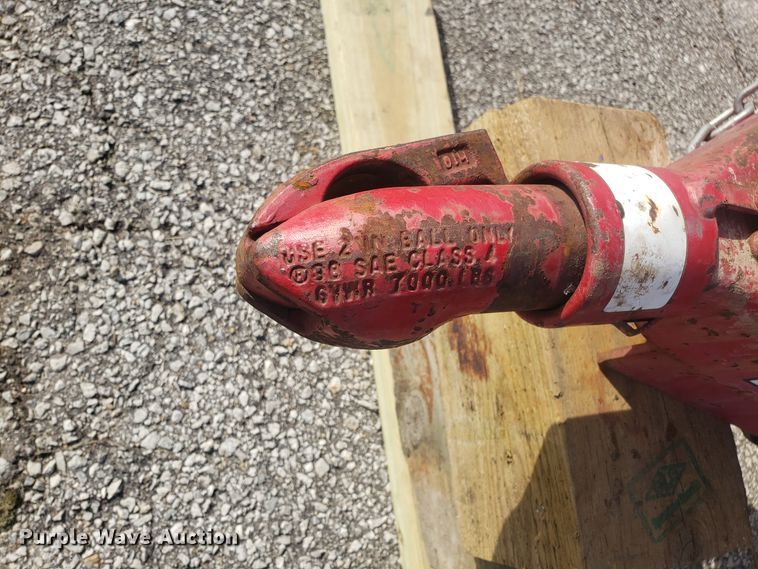 USE 2 IN BALL ONLY
SAE CLASS
GVWR 7000 LBS
Purple Wave Auction